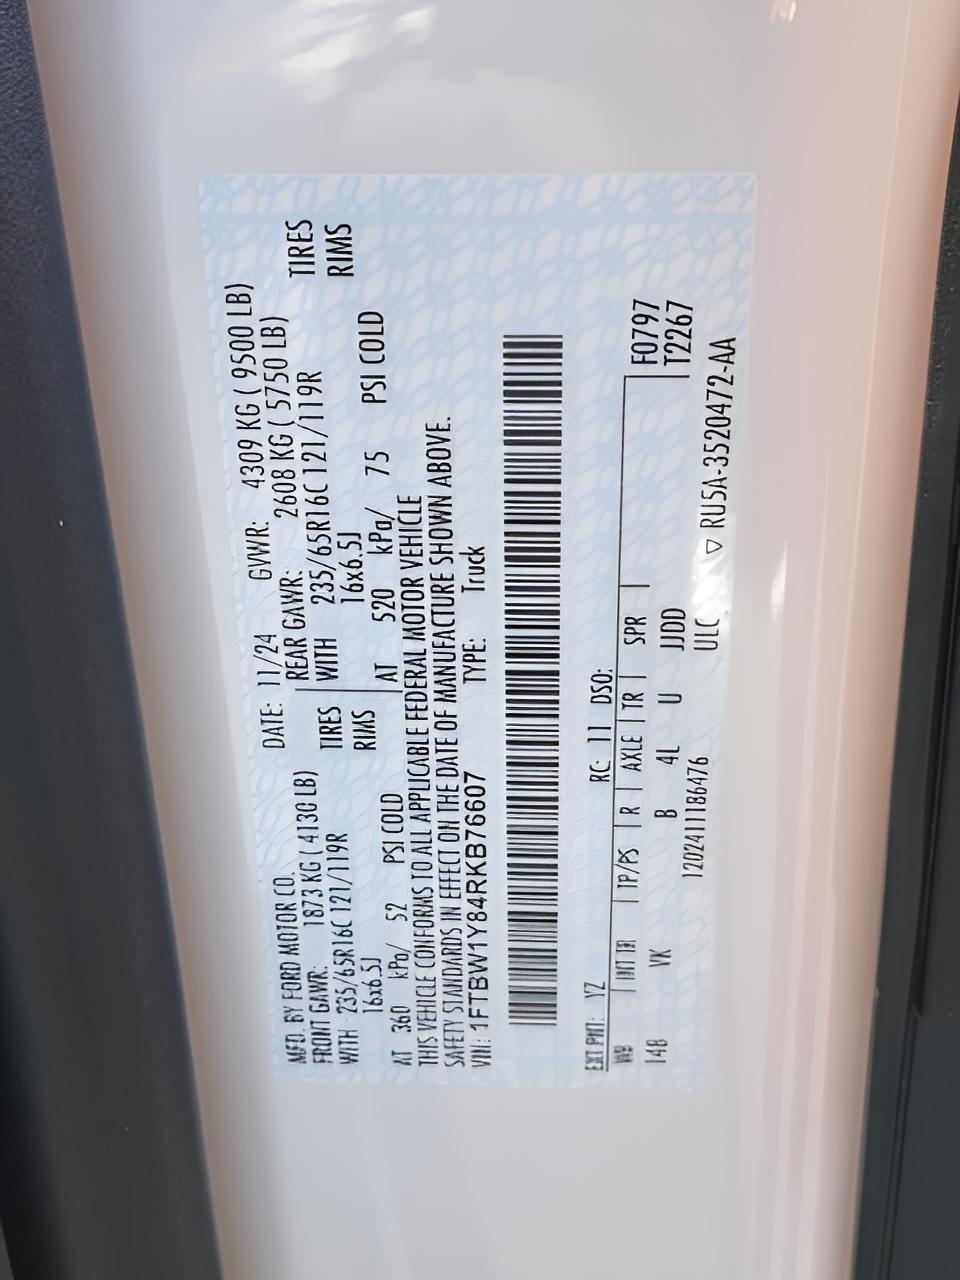 MFD. BY FORD MOTOR CO. DATE: 11/24 GVWR: 4309 KG ( 9500 LB)
FRONT GAWR: 1873 KG ( 4130 LB) REAR GAWR: 2608 KG ( 5750 LB)
WITH 235/65R16C 121/119R TIRES WITH 235/65R16C 121/119R TIRES
16x6.5J RIMS 16x6.5J RIMS
AT 360 kPa/ 52 PSI COLD AT 520 kPa/ 75 PSI COLD
THIS VEHICLE CONFORMS TO ALL APPLICABLE FEDERAL MOTOR VEHICLE
SAFETY STANDARDS IN EFFECT ON THE DATE OF MANUFACTURE SHOWN ABOVE.
VIN: 1FTBW1Y84RKB76607 TYPE: Truck
EXT PNT: YZ RC: 11 DSO: F0797
WB | INT TR | TP/PS | R | AXLE | TR | SPR | T2267
148 VK B 4L U JJDD
1202411186476 ULC ▽ RU5A-3520472-AA